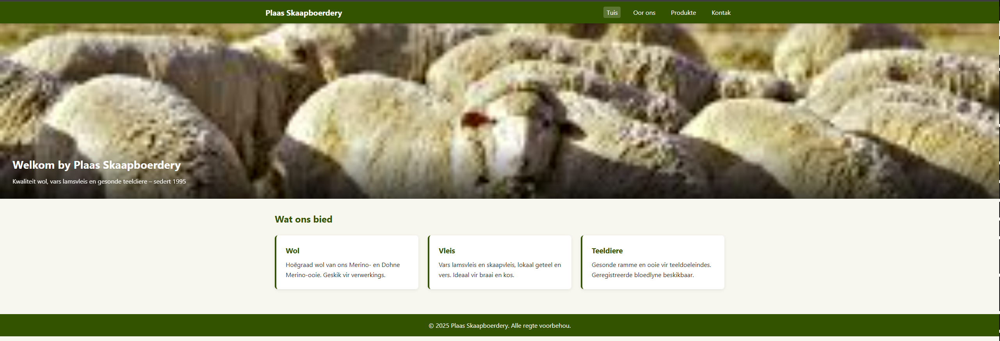 Plaas Skaapboerdery
Tuis Oor ons Produkte Kontak
Welkom by Plaas Skaapboerdery
Kwaliteit wol, vars lamsvleis en gesonde teeldiere – sedert 1995
Wat ons bied
Wol
Hoëgraad wol van ons Merino- en Dohne
Merino-ooie. Geskik vir verwerkings.
Vleis
Vars lamsvleis en skaapvleis, lokaal geteel en
vers. Ideaal vir braai en kos.
Teeldiere
Gesonde ramme en ooie vir teeldoeleindes.
Geregistreerde bloedlyne beskikbaar.
© 2025 Plaas Skaapboerdery. Alle regte voorbehou.